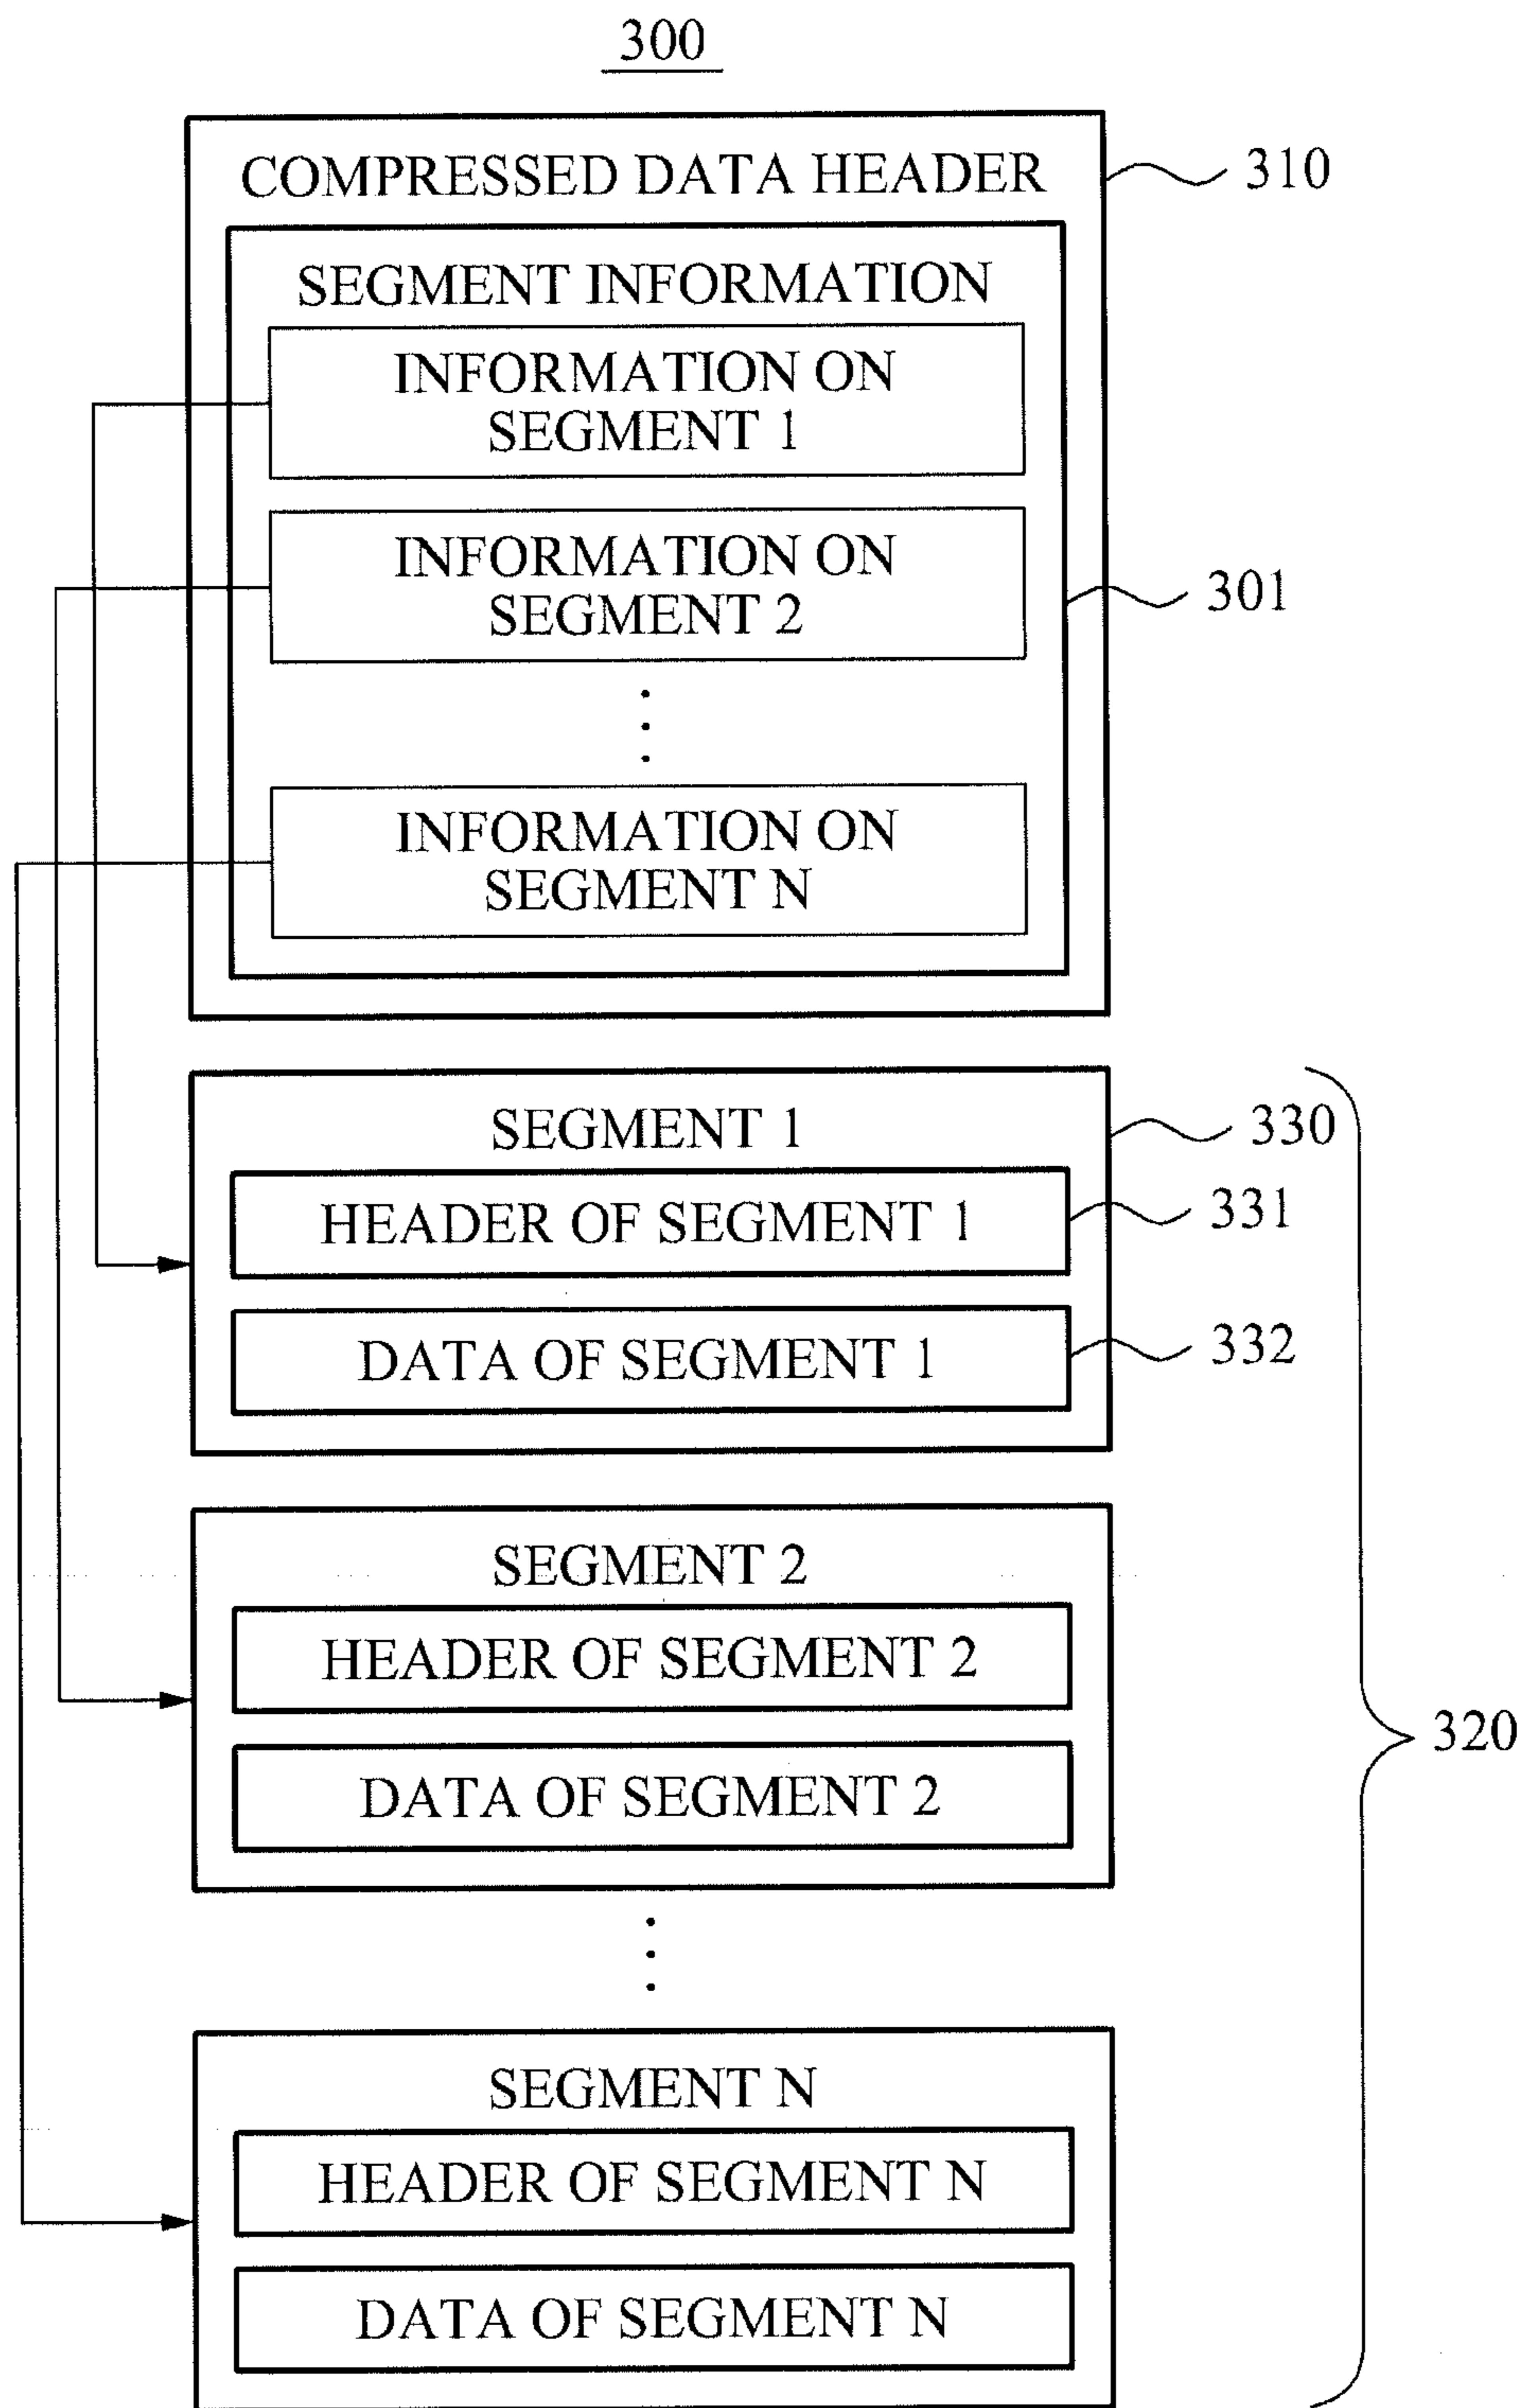 300
COMPRESSED DATA HEADER
310
SEGMENT INFORMATION
INFORMATION ON
SEGMENT 1
INFORMATION ON
SEGMENT 2
301
INFORMATION ON
SEGMENT N
SEGMENT 1
330
HEADER OF SEGMENT 1
331
DATA OF SEGMENT 1
332
SEGMENT 2
HEADER OF SEGMENT 2
320
DATA OF SEGMENT 2
SEGMENT N
HEADER OF SEGMENT N
DATA OF SEGMENT N